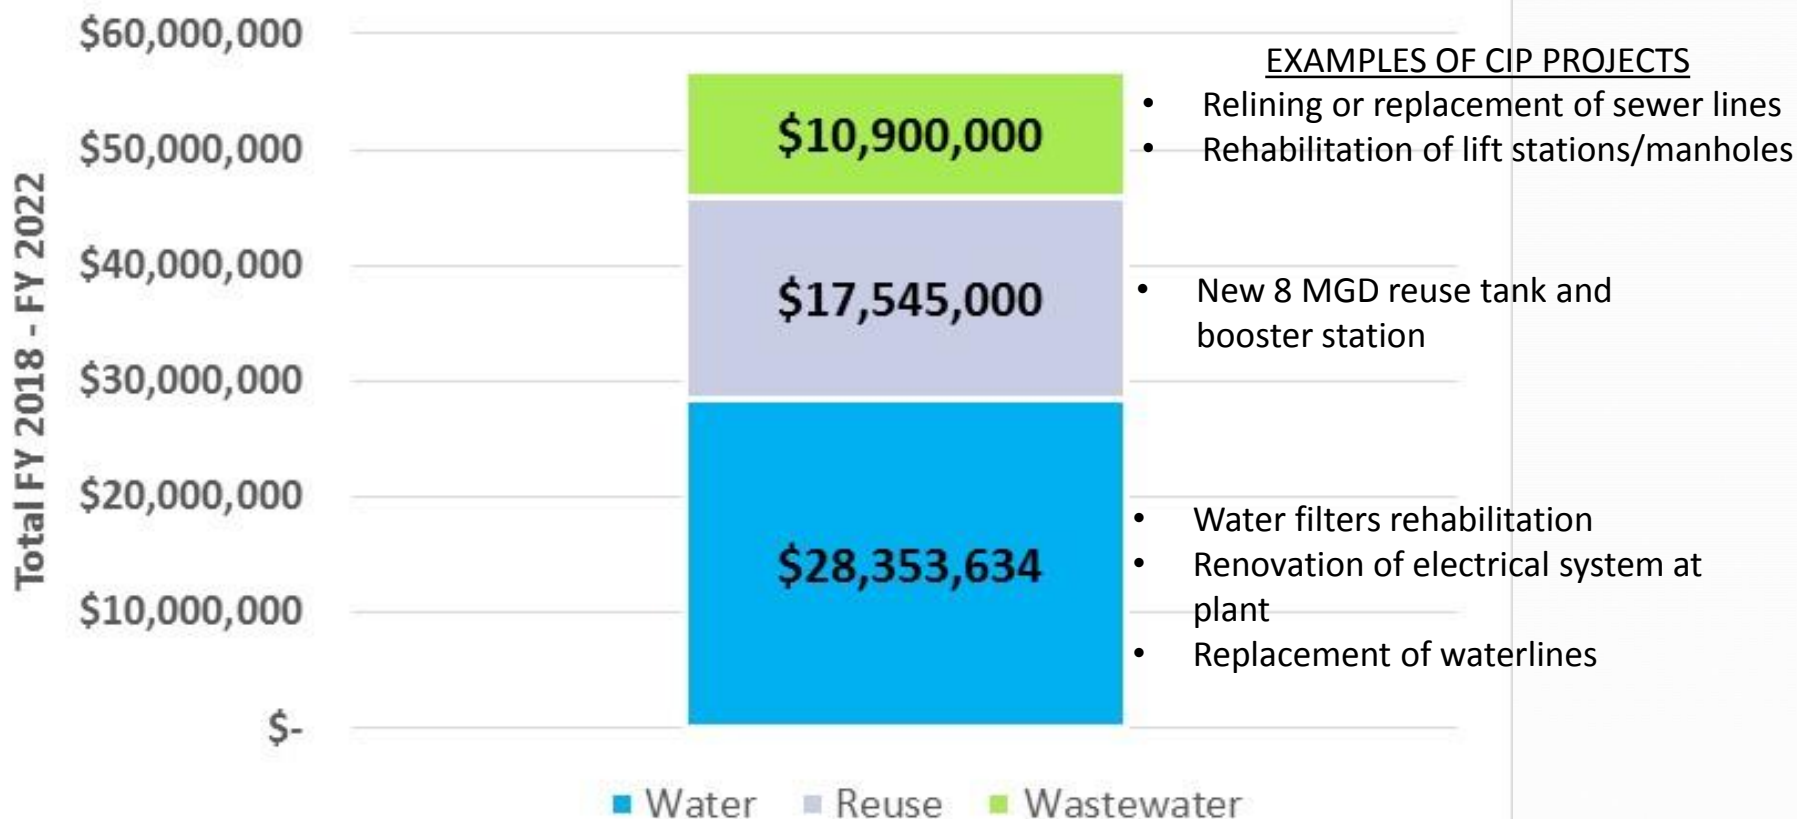 $60,000,000
$50,000,000
$40,000,000
$30,000,000
$20,000,000
$10,000,000
$-
Total FY 2018 - FY 2022
$10,900,000
$17,545,000
$28,353,634
EXAMPLES OF CIP PROJECTS
• Relining or replacement of sewer lines
• Rehabilitation of lift stations/manholes
• New 8 MGD reuse tank and
booster station
• Water filters rehabilitation
• Renovation of electrical system at
plant
• Replacement of waterlines
Water Reuse Wastewater